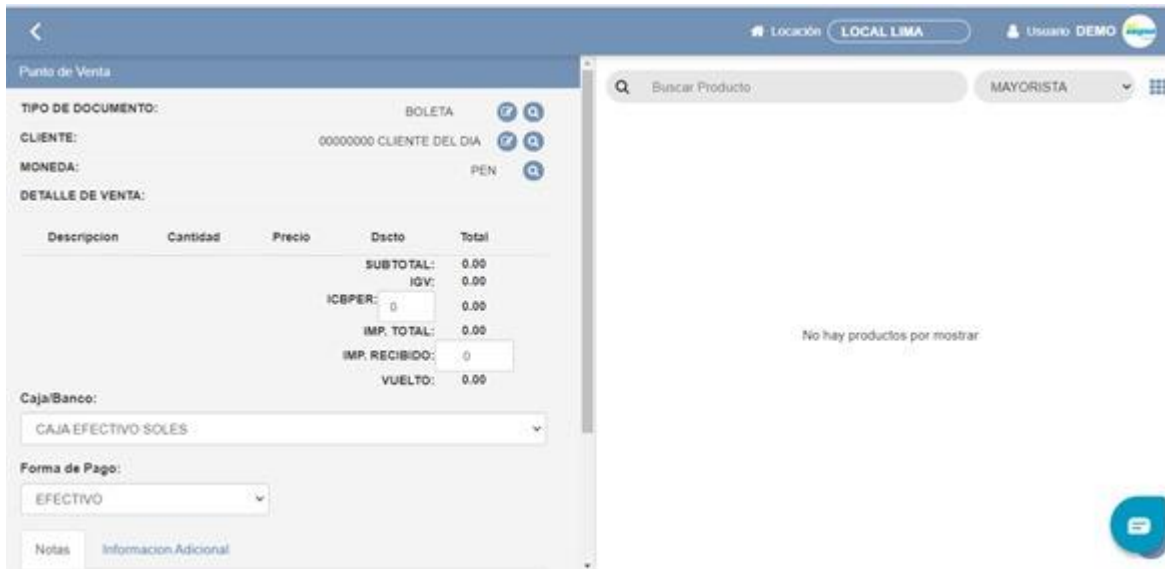 Locación LOCAL LIMA Usuario DEMO
Punto de Venta
TIPO DE DOCUMENTO: BOLETA
CLIENTE: 00000000 CLIENTE DEL DIA
MONEDA: PEN
DETALLE DE VENTA:
Descripcion Cantidad Precio Dscto Total
SUBTOTAL: 0.00
IGV: 0.00
ICBPER: 0 0.00
IMP. TOTAL: 0.00
IMP. RECIBIDO: 0
VUELTO: 0.00
Caja/Banco:
CAJA EFECTIVO SOLES
Forma de Pago:
EFECTIVO
Notas Informacion Adicional
Buscar Producto MAYORISTA
No hay productos por mostrar